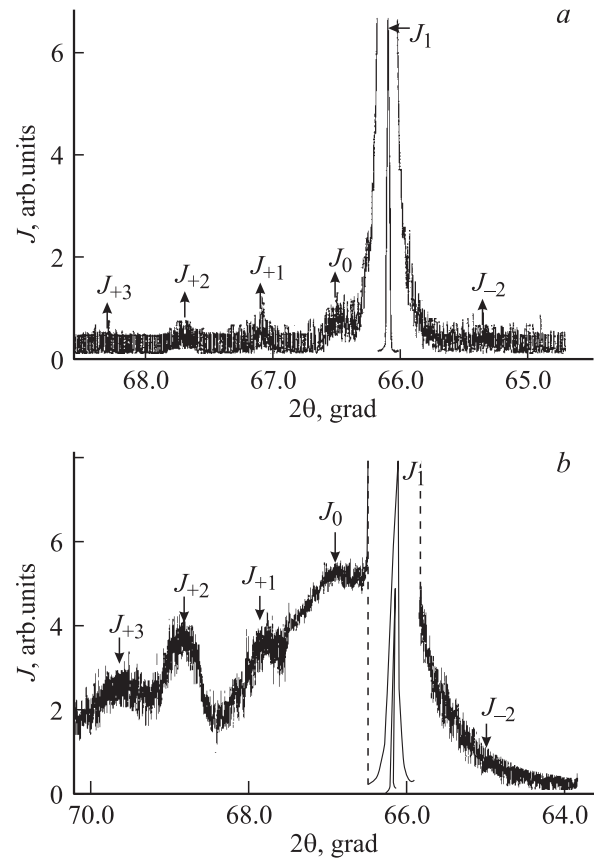 a
J, arb.units
6
4
2
0
J₁
J₊₃
J₊₂
J₊₁
J₀
J₋₂
68.0 67.0 66.0 65.0
2θ, grad
b
J, arb.units
6
4
2
0
J₁
J₀
J₊₁
J₊₂
J₊₃
J₋₂
70.0 68.0 66.0 64.0
2θ, grad